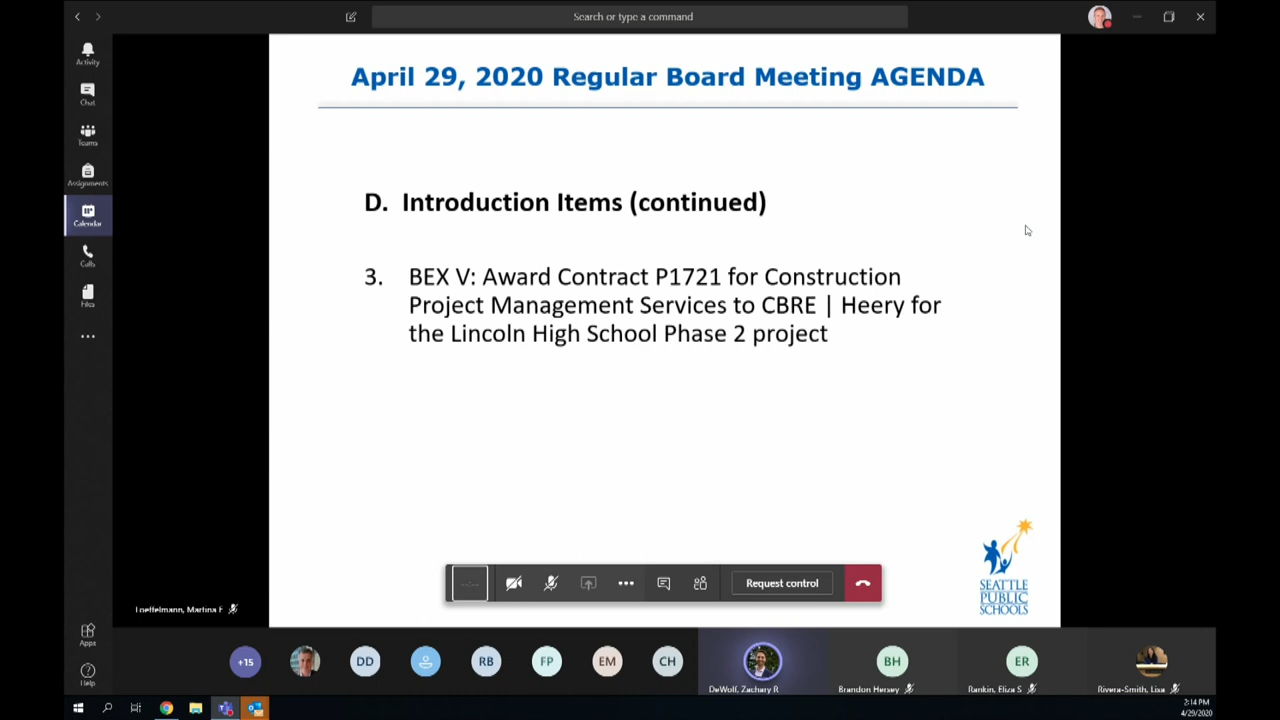 Search or type a command
Activity
Chat
Teams
Assignments
Calendar
Calls
Files
Apps
Help
April 29, 2020 Regular Board Meeting AGENDA
D. Introduction Items (continued)
3. BEX V: Award Contract P1721 for Construction
Project Management Services to CBRE | Heery for
the Lincoln High School Phase 2 project
SEATTLE
PUBLIC
SCHOOLS
--:--
Request control
Loeffelmann, Martina F
+15
DD
RB
FP
EM
CH
DeWolf, Zachary R
BH
Brandon Hersey
ER
Rankin, Eliza S
Rivera-Smith, Lisa
2:14 PM
4/29/2020